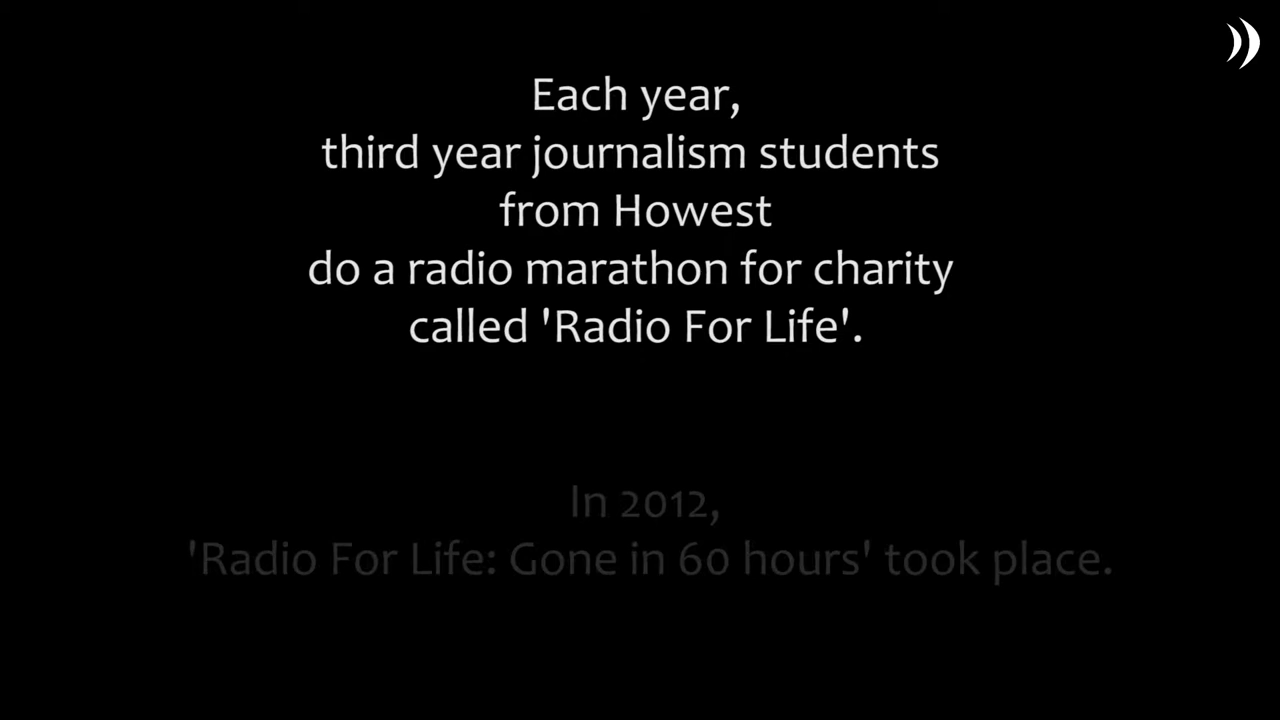 Each year,
third year journalism students
from Howest
do a radio marathon for charity
called 'Radio For Life'.
In 2012,
'Radio For Life: Gone in 60 hours' took place.